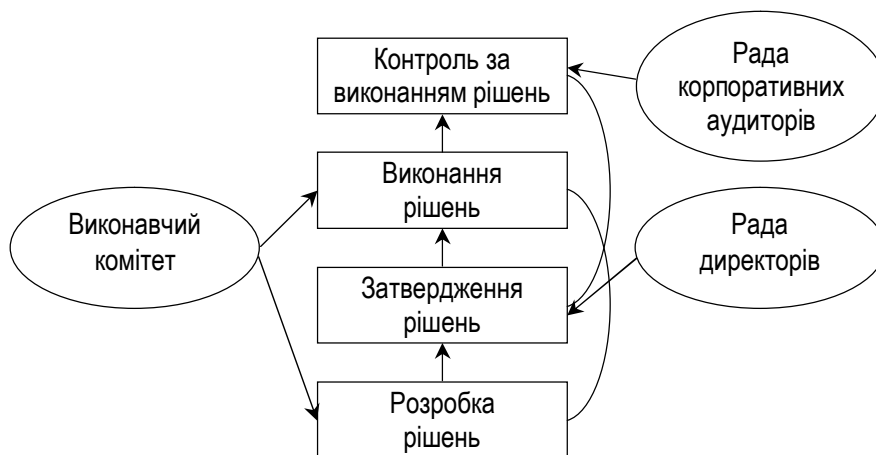 Контроль за
виконанням рішень
Рада
корпоративних
аудиторів
Виконання
рішень
Виконавчий
комітет
Рада
директорів
Затвердження
рішень
Розробка
рішень